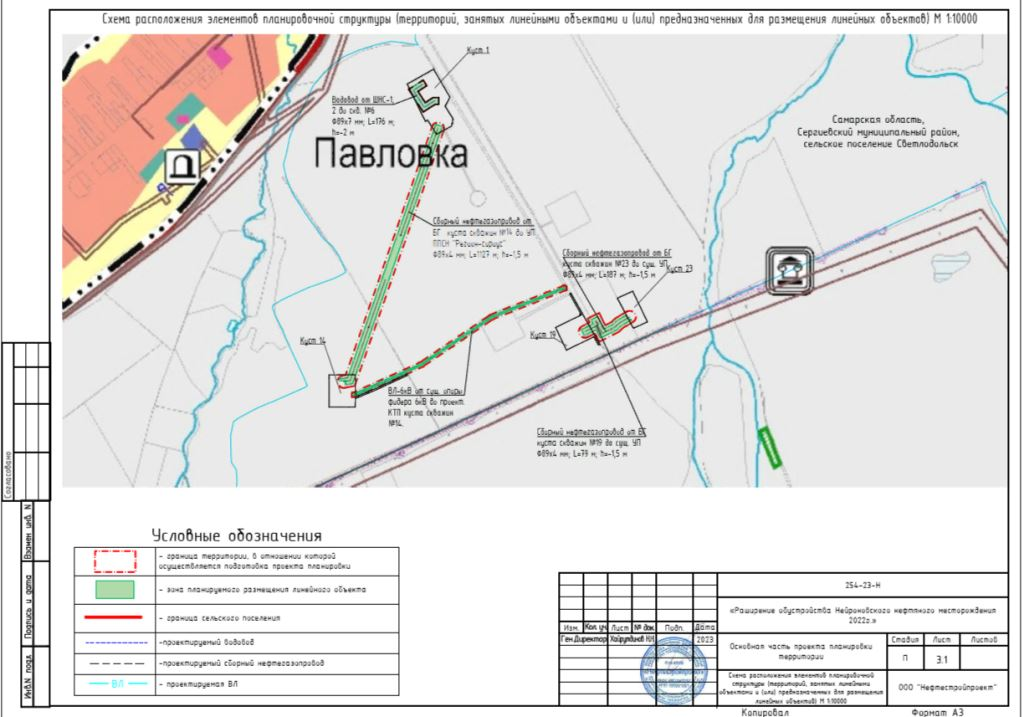 Схема расположения элементов планировочной структуры (территорий, занятых линейными объектами и (или) предназначенных для размещения линейных объектов) М 1:10000
Куст 1
Водовод от ШНС-1,
2 до скв. №6
Ф89х7 мм; L=176 м;
h=-2 м
Павловка
Самарская область,
Сергиевский муниципальный район,
сельское поселение Светлодольск
Сборный нефтегазопровод от
БГ куста скважин №14 до УП
ППСН "Регион-сириус"
Ф89х4 мм; L=1127 м; h=-1,5 м
Сборный нефтегазопровод от БГ
куста скважин №23 до сущ. УП
Ф89х4 мм; L=187 м; h=-1,5 м
Куст 23
Куст 19
Куст 14
ВЛ-6кВ от сущ. опоры
фидера 6кВ до проект.
КТП куста скважин
№14.
Сборный нефтегазопровод от БГ
куста скважин №19 до сущ. УП
Ф89х4 мм; L=79 м; h=-1,5 м
Согласовано
Взамен инв. N
Подпись и дата
Инв.N подл
Условные обозначения
- граница территории, в отношении которой
осуществляется подготовка проекта планировки
- зона планируемого размещения линейного объекта
- граница сельского поселения
-проектируемый водовод
-проектируемый сборный нефтегазопровод
ВЛ
- проектируемая ВЛ
254-23-Н
«Расширение обустройства Нейроновского нефтяного месторождения
2022г.»
Изм. Кол. уч Лист № док. Подп. Дата
Ген.Директор Хайруллинов Н.Н. 2023
Основная часть проекта планировки
территории
Стадия Лист Листов
П 3.1
Схема расположения элементов планировочной
структуры (территорий, занятых линейными
объектами и (или) предназначенных для размещения
линейных объектов) М 1:10000
ООО "Нефтестройпроект"
Копировал Формат А3